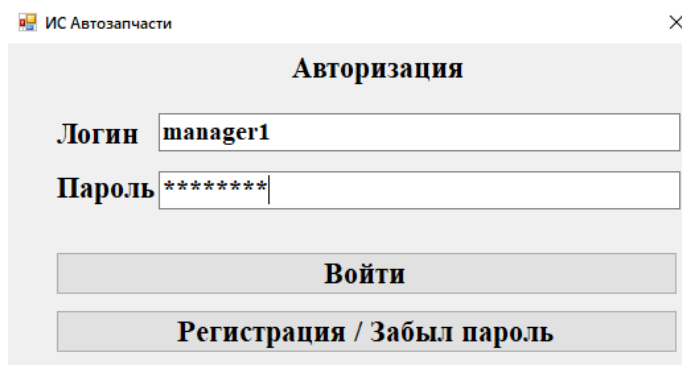 ИС Автозапчасти
Авторизация
Логин manager1
Пароль ********
Войти
Регистрация / Забыл пароль